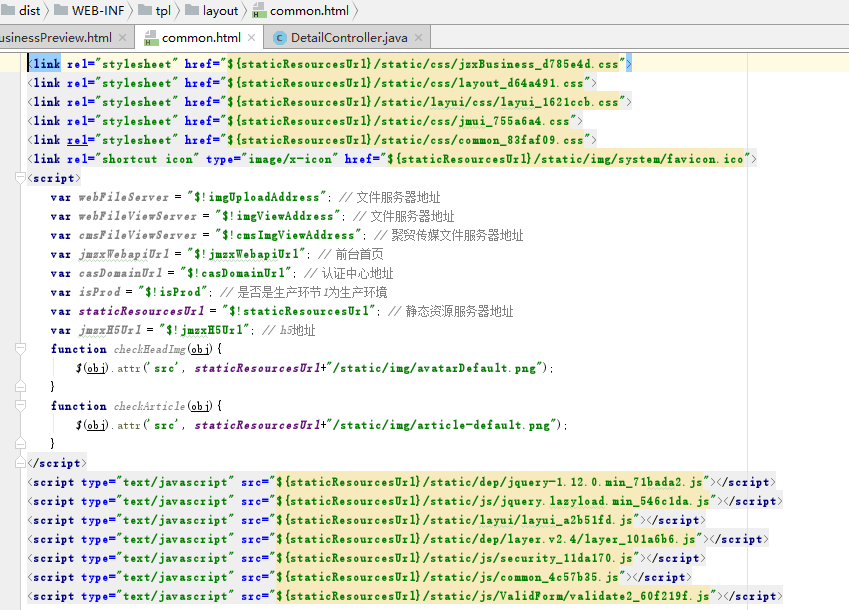 dist WEB-INF tpl layout common.html
usinessPreview.html common.html DetailController.java
<link rel="stylesheet" href="${staticResourcesUrl}/static/css/jzxBusiness_d785e4d.css">
<link rel="stylesheet" href="${staticResourcesUrl}/static/css/layout_d64a491.css">
<link rel="stylesheet" href="${staticResourcesUrl}/static/layui/css/layui_1621ccb.css">
<link rel="stylesheet" href="${staticResourcesUrl}/static/css/jmui_755a6a4.css">
<link rel="stylesheet" href="${staticResourcesUrl}/static/css/common_83faf09.css">
<link rel="shortcut icon" type="image/x-icon" href="${staticResourcesUrl}/static/img/system/favicon.ico">
<script>
var webFileServer = "$!imgUploadAddress"; // 文件服务器地址
var webFileViewServer = "$!imgViewAddress"; // 文件服务器地址
var cmsFileViewServer = "$!cmsImgViewAddress"; // 聚贸传媒文件服务器地址
var jmzxWebapiUrl = "$!jmzxWebapiUrl"; // 前台首页
var casDomainUrl = "$!casDomainUrl"; // 认证中心地址
var isProd = "$!isProd"; // 是否是生产环节 1为生产环境
var staticResourcesUrl = "$!staticResourcesUrl"; // 静态资源服务器地址
var jmzxH5Url = "$!jmzxH5Url"; // h5地址
function checkHeadImg(obj){
$(obj).attr('src', staticResourcesUrl+"/static/img/avatarDefault.png");
}
function checkArticle(obj){
$(obj).attr('src', staticResourcesUrl+"/static/img/article-default.png");
}
</script>
<script type="text/javascript" src="${staticResourcesUrl}/static/dep/jquery-1.12.0.min_71bada2.js"></script>
<script type="text/javascript" src="${staticResourcesUrl}/static/js/jquery.lazyload.min_546c1da.js"></script>
<script type="text/javascript" src="${staticResourcesUrl}/static/layui/layui_a2b51fd.js"></script>
<script type="text/javascript" src="${staticResourcesUrl}/static/dep/layer.v2.4/layer_101a6b6.js"></script>
<script type="text/javascript" src="${staticResourcesUrl}/static/js/security_11da170.js"></script>
<script type="text/javascript" src="${staticResourcesUrl}/static/js/common_4c57b35.js"></script>
<script type="text/javascript" src="${staticResourcesUrl}/static/js/ValidForm/validate2_60f219f.js"></script>